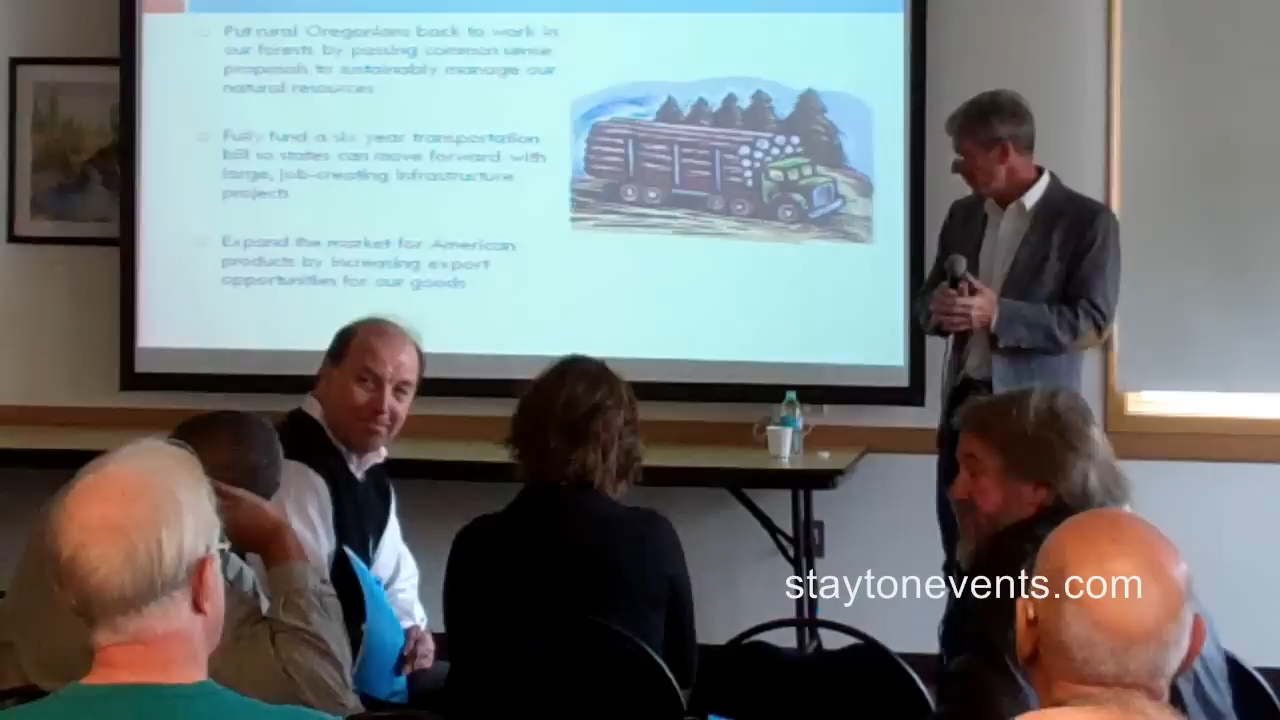 Put rural Oregonians back to work in
our forests by passing common sense
proposals to sustainably manage our
natural resources
Fully fund a six year transportation
bill so states can move forward with
large, job-creating infrastructure
projects
Expand the market for American
products by increasing export
opportunities for our goods
staytonevents.com